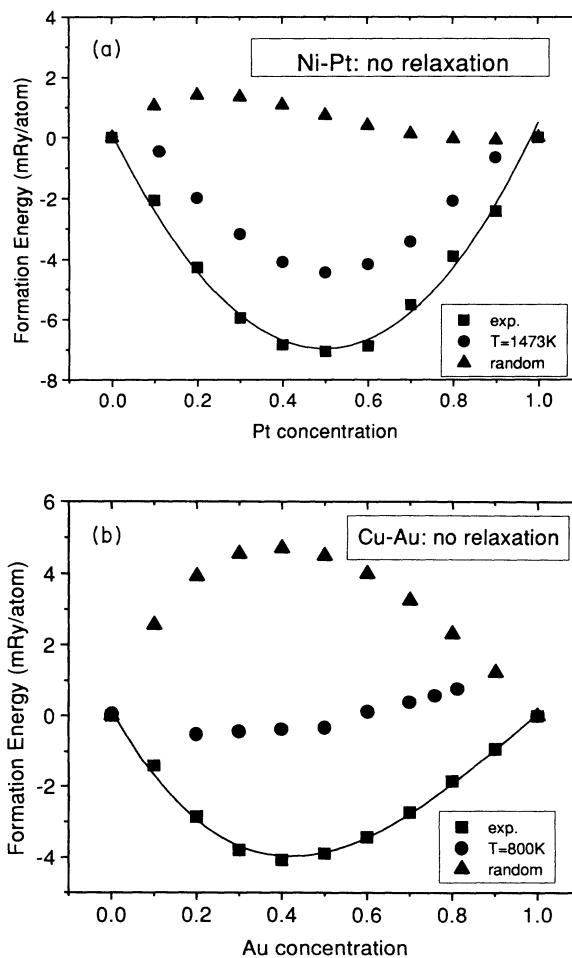 (a)
Ni-Pt: no relaxation
Formation Energy (mRy/atom)
4
2
0
-2
-4
-6
-8
exp.
T=1473K
random
0.0 0.2 0.4 0.6 0.8 1.0
Pt concentration
(b)
Cu-Au: no relaxation
Formation Energy (mRy/atom)
6
4
2
0
-2
-4
exp.
T=800K
random
0.0 0.2 0.4 0.6 0.8 1.0
Au concentration